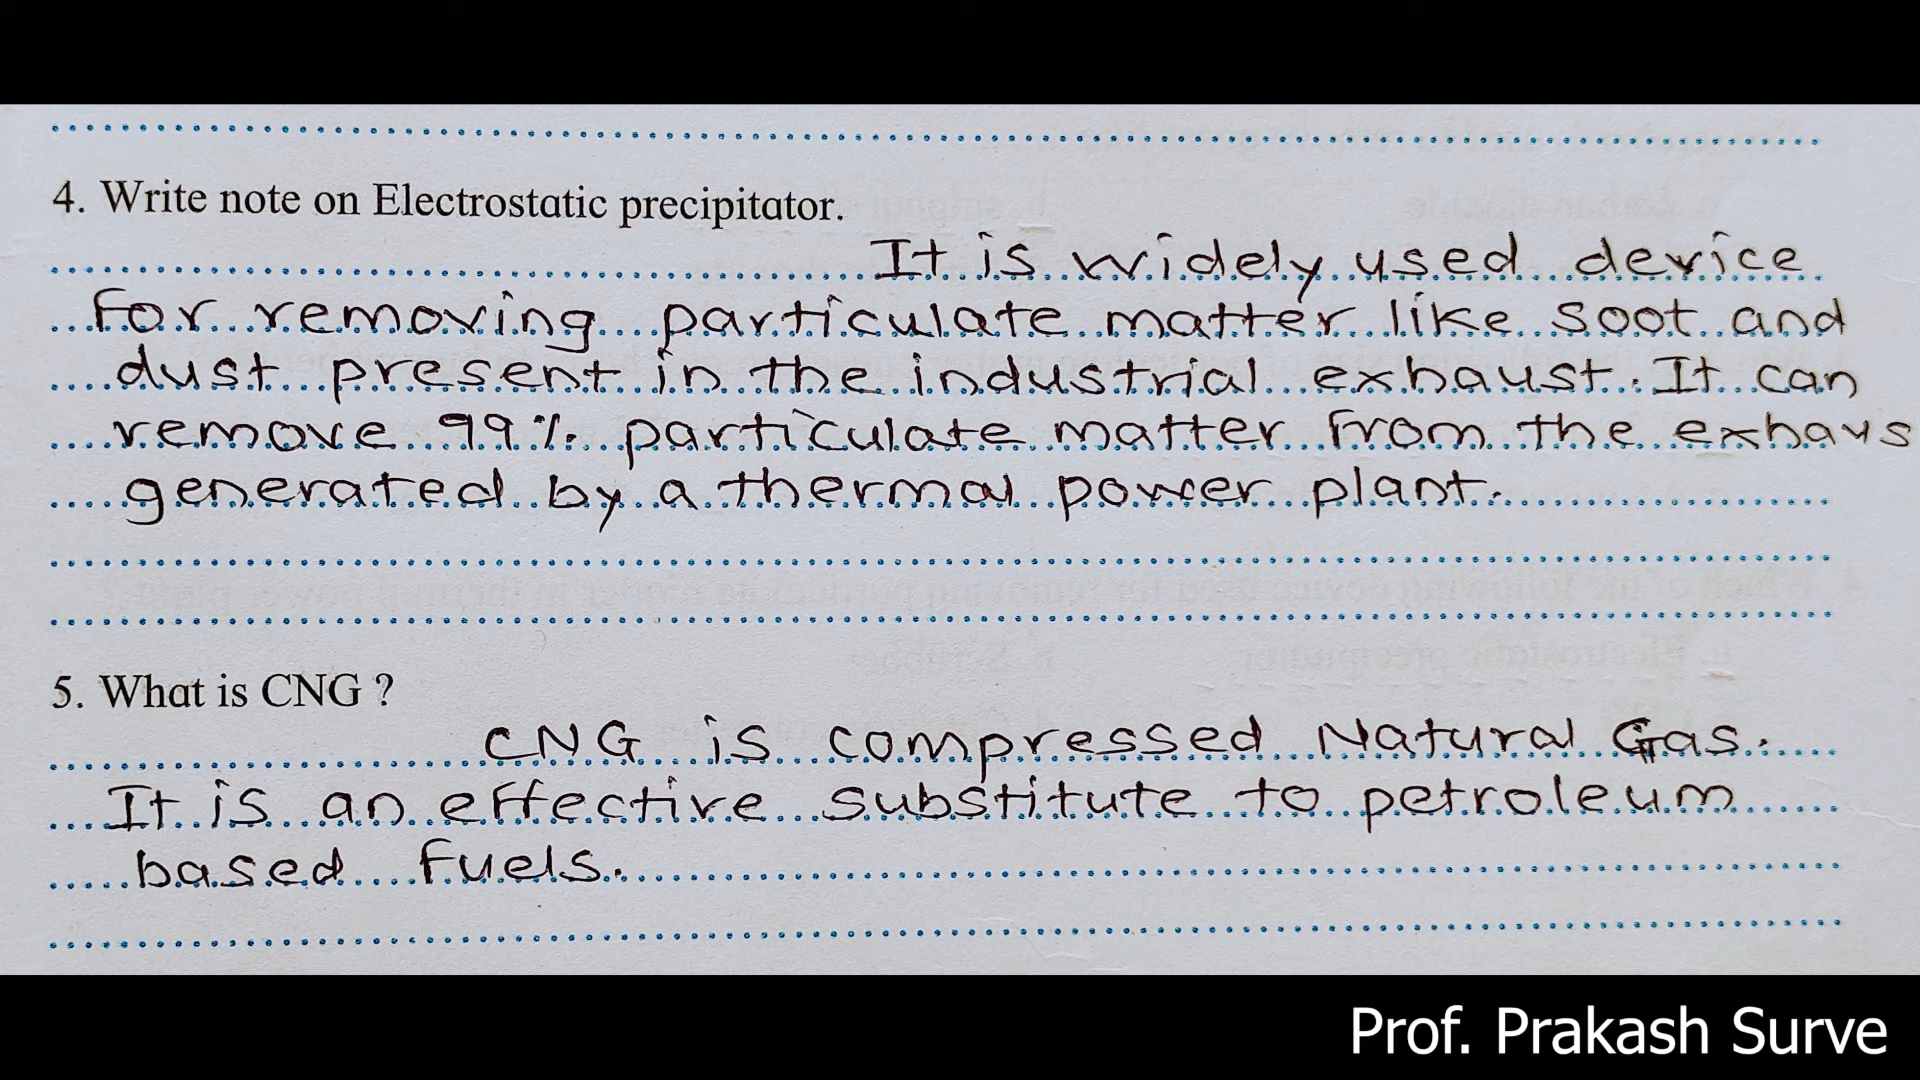 4. Write note on Electrostatic precipitator.
It is widely used device
for removing particulate matter like soot and
dust present in the industrial exhaust. It can
remove 99% particulate matter from the exhaus
generated by a thermal power plant.
5. What is CNG ?
CNG is compressed Natural Gas.
It is an effective substitute to petroleum
based fuels.
Prof. Prakash Surve